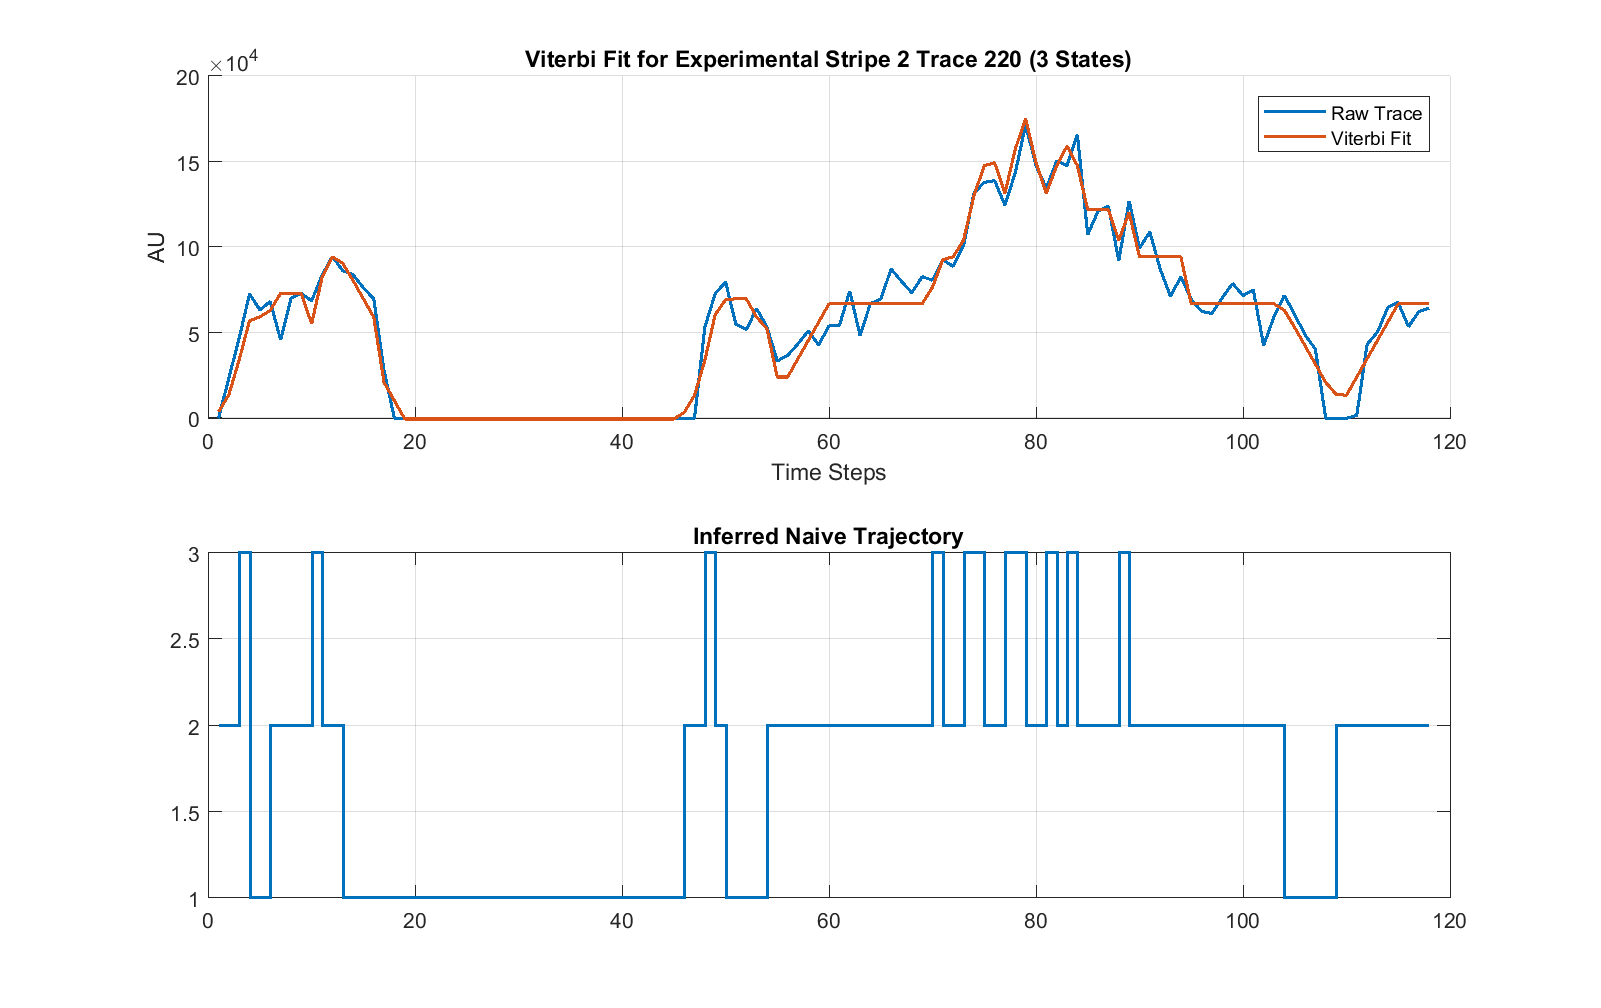 Viterbi Fit for Experimental Stripe 2 Trace 220 (3 States)
×10^4
20
15
10
5
0
AU
Raw Trace
Viterbi Fit
0 20 40 60 80 100 120
Time Steps
Inferred Naive Trajectory
3
2.5
2
1.5
1
0 20 40 60 80 100 120